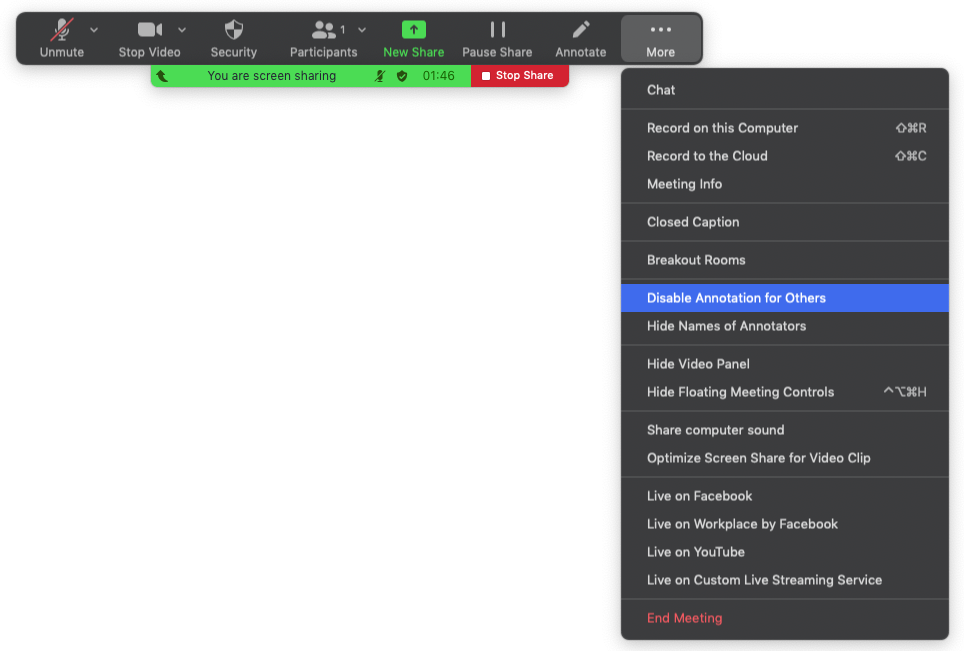 Unmute
Stop Video
Security
1
Participants
New Share
Pause Share
Annotate
More
You are screen sharing
01:46
Stop Share
Chat
Record on this Computer ⇧⌘R
Record to the Cloud ⇧⌘C
Meeting Info
Closed Caption
Breakout Rooms
Disable Annotation for Others
Hide Names of Annotators
Hide Video Panel
Hide Floating Meeting Controls ^⌥⌘H
Share computer sound
Optimize Screen Share for Video Clip
Live on Facebook
Live on Workplace by Facebook
Live on YouTube
Live on Custom Live Streaming Service
End Meeting